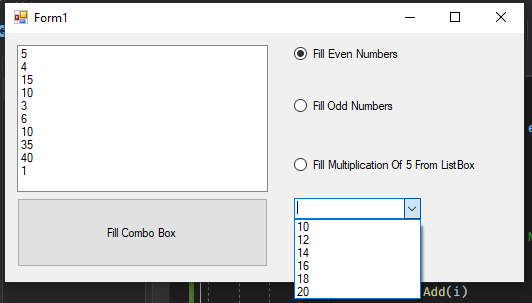 Form1
5
4
15
10
3
6
10
35
40
1
Fill Even Numbers
Fill Odd Numbers
Fill Multiplication Of 5 From ListBox
Fill Combo Box
10
12
14
16
18
20
Add(i)